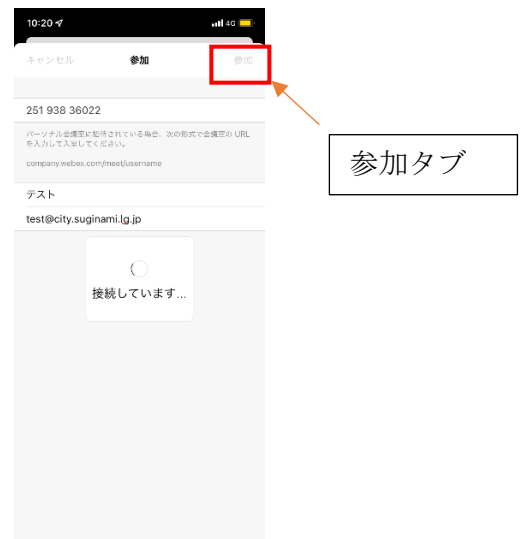 10:20
4G
キャンセル 参加 参加
251 938 36022
パーソナル会議室に招待されている場合、次の形式で会議室の URL
を入力して入室してください。
company.webex.com/meet/username
テスト
test@city.suginami.lg.jp
接続しています...
参加タブ